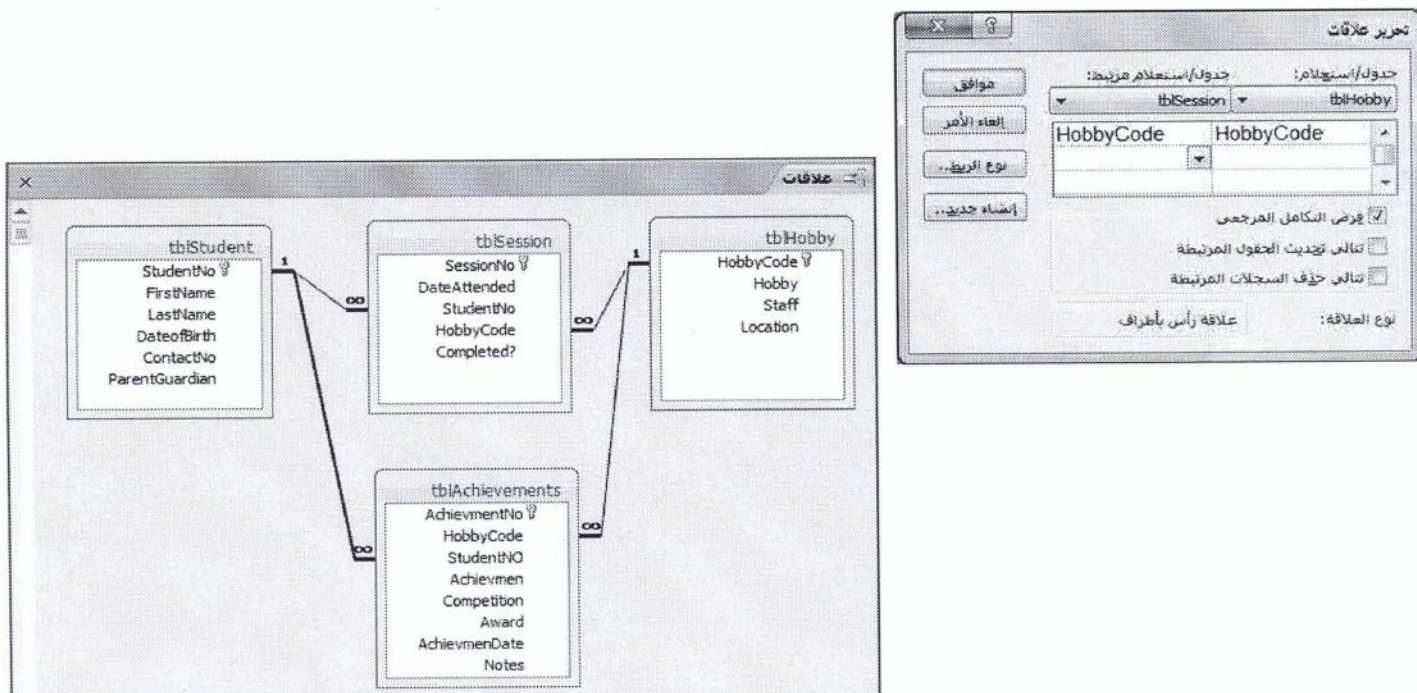 تحرير علاقات
جدول/استعلام: جدول/استعلام مرتبط:
tblHobby tblSession
HobbyCode HobbyCode
فرض التكامل المرجعي
تتالي تحديث الحقول المرتبطة
تتالي حذف السجلات المرتبطة
نوع العلاقة: علاقة رأس بأطراف
موافق
إلغاء الأمر
نوع الربط..
إنشاء جديد..
علاقات
tblStudent
StudentNo
FirstName
LastName
DateofBirth
ContactNo
ParentGuardian
1
∞
tblSession
SessionNo
DateAttended
StudentNo
HobbyCode
Completed?
∞
1
tblHobby
HobbyCode
Hobby
Staff
Location
∞
tblAchievements
AchievmentNo
HobbyCode
StudentNO
Achievmen
Competition
Award
AchievmenDate
Notes
∞